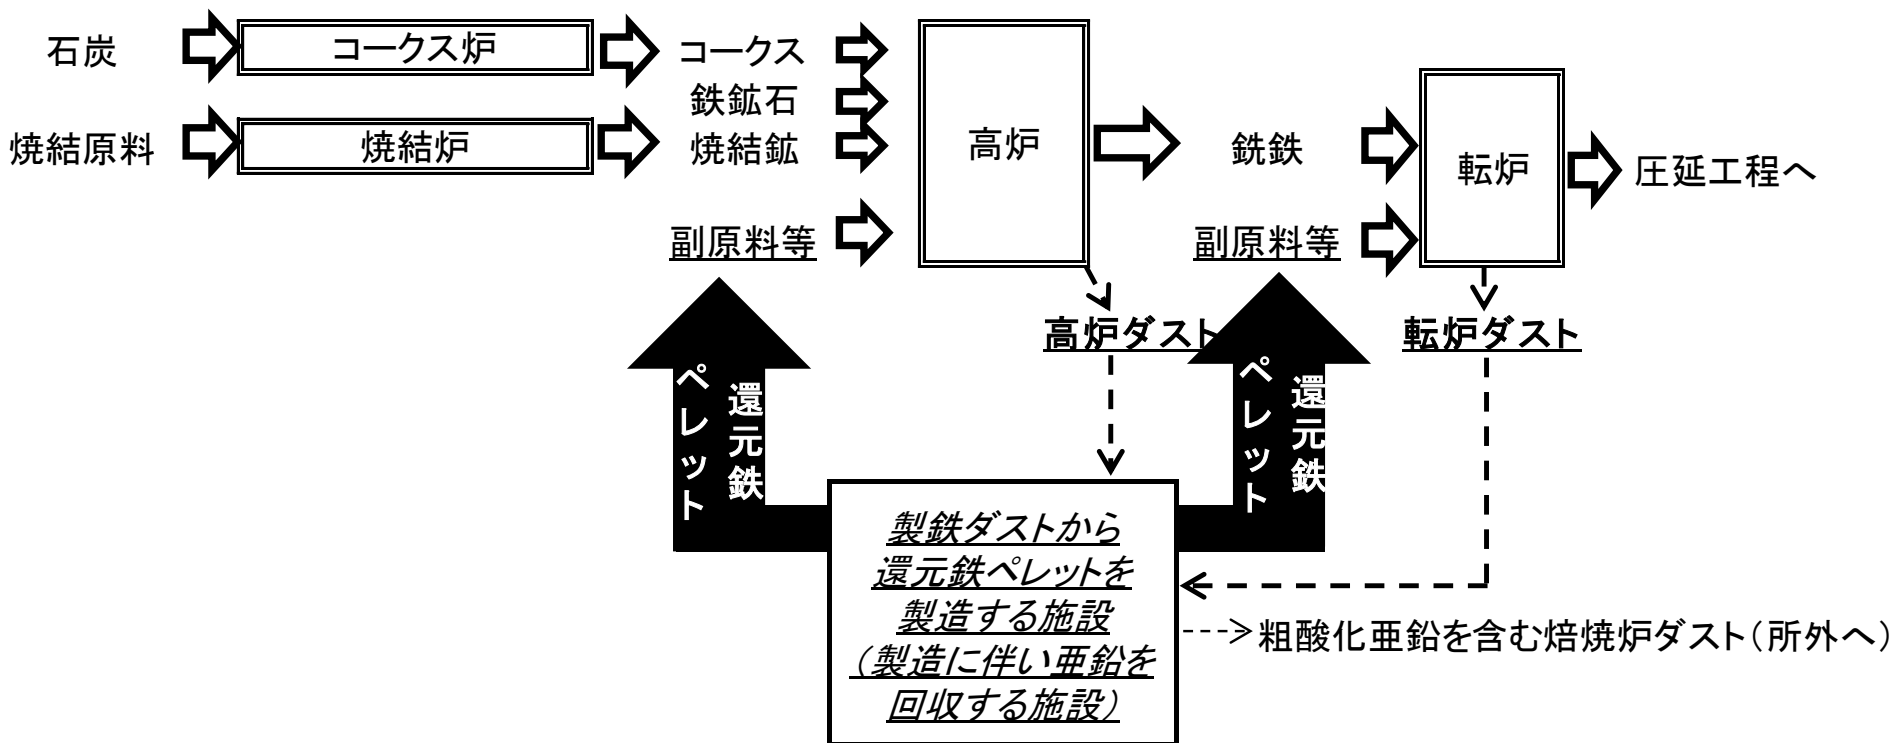 石炭
コークス炉
コークス
鉄鉱石
焼結原料
焼結炉
焼結鉱
副原料等
高炉
銑鉄
副原料等
転炉
圧延工程へ
高炉ダスト
転炉ダスト
還元鉄
ペレット
還元鉄
ペレット
製鉄ダストから
還元鉄ペレットを
製造する施設
（製造に伴い亜鉛を
回収する施設）
粗酸化亜鉛を含む焙焼炉ダスト（所外へ）